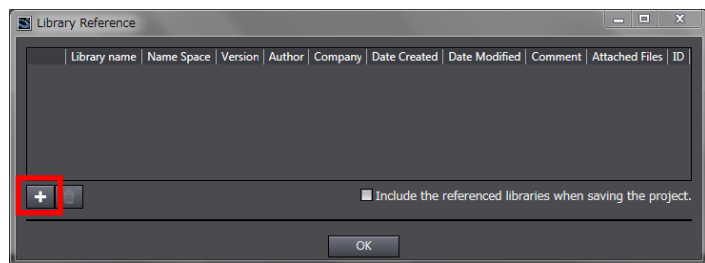 Library Reference
Library name Name Space Version Author Company Date Created Date Modified Comment Attached Files ID
Include the referenced libraries when saving the project.
OK